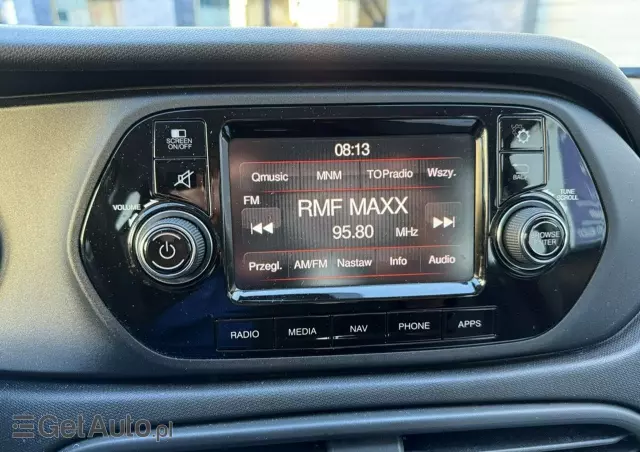 SCREEN
ON/OFF
VOLUME
08:13
Qmusic MNM TOPradio Wszy.
FM
RMF MAXX
95.80 MHz
Przegl. AM/FM Nastaw Info Audio
BACK
TUNE
SCROLL
BROWSE
ENTER
RADIO MEDIA NAV PHONE APPS
GetAuto.pl